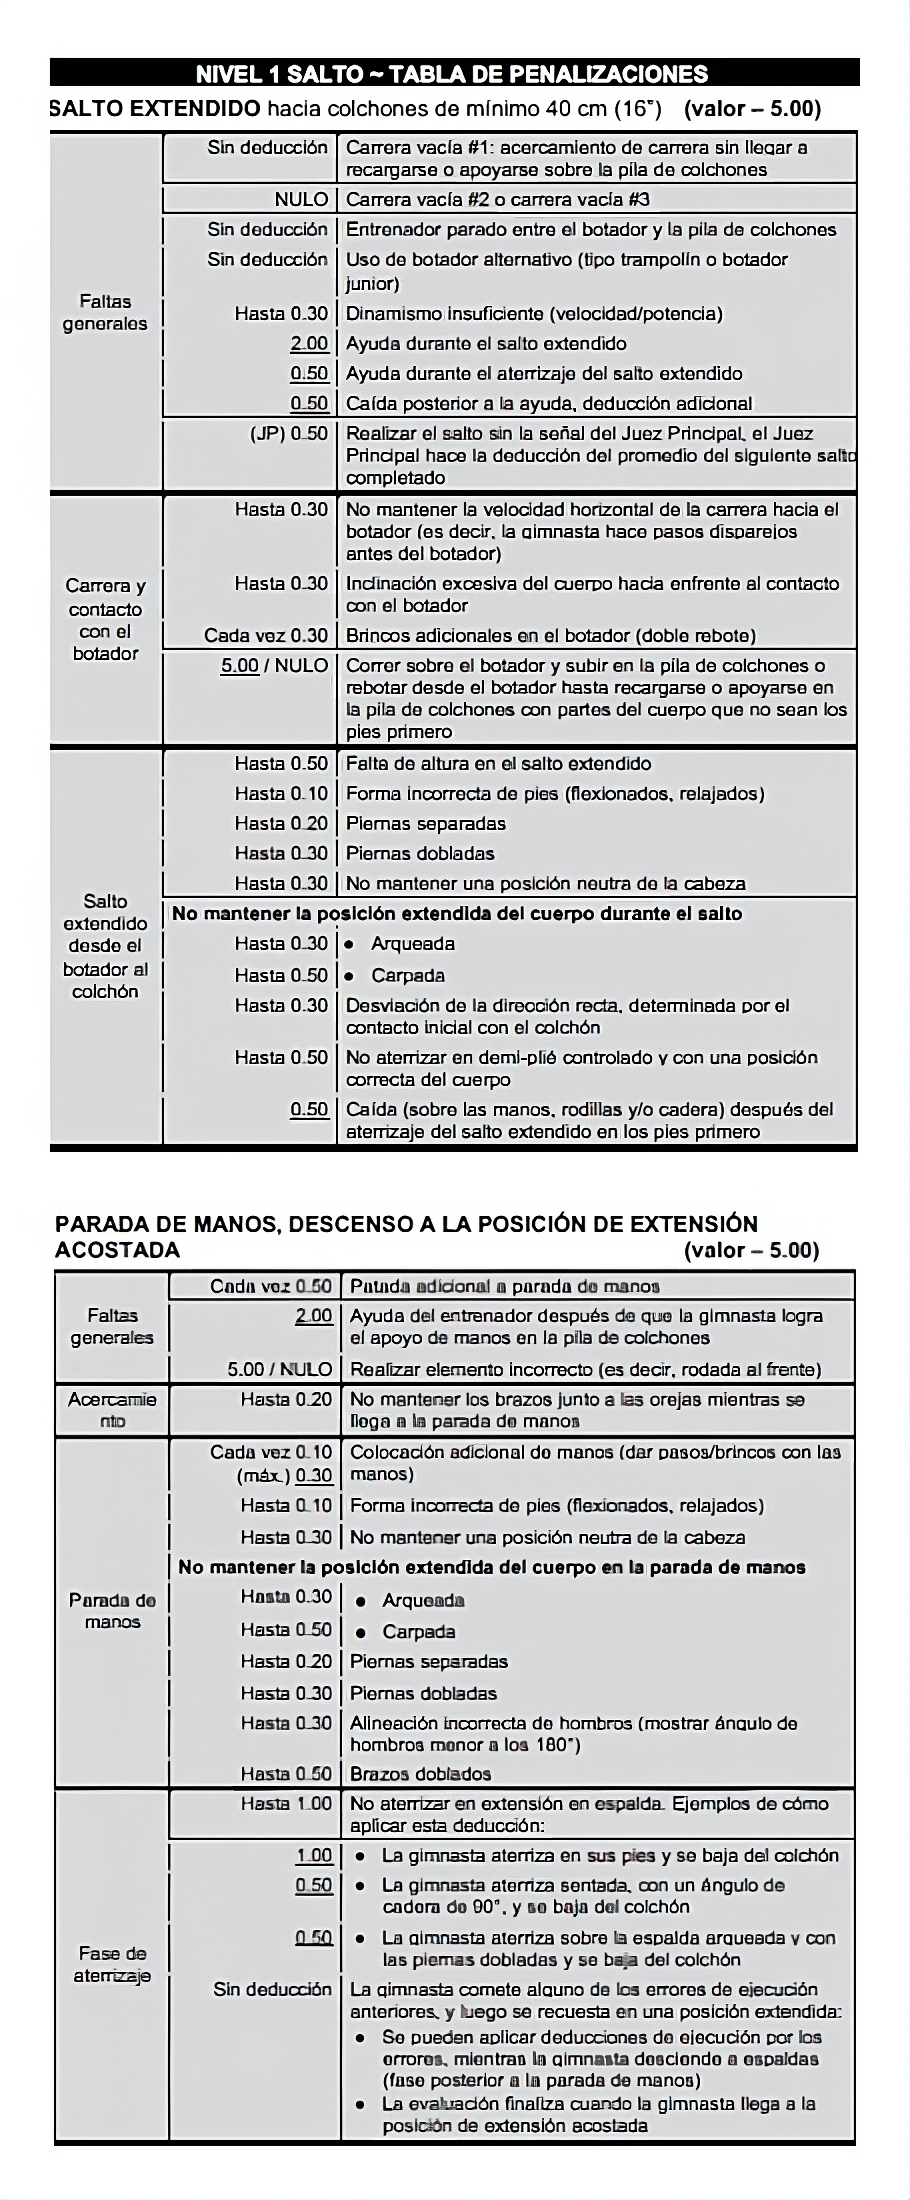 NIVEL 1 SALTO ~ TABLA DE PENALIZACIONES
SALTO EXTENDIDO hacia colchones de mínimo 40 cm (16") (valor – 5.00)
Faltas generales
Sin deducción Carrera vacía #1: acercamiento de carrera sin llegar a
recargarse o apoyarse sobre la pila de colchones
NULO Carrera vacía #2 o carrera vacía #3
Sin deducción Entrenador parado entre el botador y la pila de colchones
Sin deducción Uso de botador alternativo (tipo trampolín o botador
junior)
Hasta 0.30 Dinamismo insuficiente (velocidad/potencia)
2.00 Ayuda durante el salto extendido
0.50 Ayuda durante el aterrizaje del salto extendido
0.50 Caída posterior a la ayuda, deducción adicional
(JP) 0.50 Realizar el salto sin la señal del Juez Principal, el Juez
Principal hace la deducción del promedio del siguiente salto
completado
Carrera y
contacto
con el
botador
Hasta 0.30 No mantener la velocidad horizontal de la carrera hacia el
botador (es decir, la gimnasta hace pasos disparejos
antes del botador)
Hasta 0.30 Inclinación excesiva del cuerpo hacia enfrente al contacto
con el botador
Cada vez 0.30 Brincos adicionales en el botador (doble rebote)
5.00 / NULO Correr sobre el botador y subir en la pila de colchones o
rebotar desde el botador hasta recargarse o apoyarse en
la pila de colchones con partes del cuerpo que no sean los
pies primero
Salto
extendido
desde el
botador al
colchón
Hasta 0.50 Falta de altura en el salto extendido
Hasta 0.10 Forma incorrecta de pies (flexionados, relajados)
Hasta 0.20 Piernas separadas
Hasta 0.30 Piernas dobladas
Hasta 0.30 No mantener una posición neutra de la cabeza
No mantener la posición extendida del cuerpo durante el salto
Hasta 0.30 • Arqueada
Hasta 0.50 • Carpada
Hasta 0.30 Desviación de la dirección recta, determinada por el
contacto inicial con el colchón
Hasta 0.50 No aterrizar en demi-plié controlado y con una posición
correcta del cuerpo
0.50 Caída (sobre las manos, rodillas y/o cadera) después del
aterrizaje del salto extendido en los pies primero
PARADA DE MANOS, DESCENSO A LA POSICIÓN DE EXTENSIÓN
ACOSTADA (valor – 5.00)
Faltas
generales
Cada vez 0.50 Patada adicional a parada de manos
2.00 Ayuda del entrenador después de que la gimnasta logra
el apoyo de manos en la pila de colchones
5.00 / NULO Realizar elemento incorrecto (es decir, rodada al frente)
Acercamie
nto
Hasta 0.20 No mantener los brazos junto a las orejas mientras se
llega a la parada de manos
Parada de
manos
Cada vez 0.10 Colocación adicional de manos (dar pasos/brincos con las
(máx.) 0.30 manos)
Hasta 0.10 Forma incorrecta de pies (flexionados, relajados)
Hasta 0.30 No mantener una posición neutra de la cabeza
No mantener la posición extendida del cuerpo en la parada de manos
Hasta 0.30 • Arqueada
Hasta 0.50 • Carpada
Hasta 0.20 Piernas separadas
Hasta 0.30 Piernas dobladas
Hasta 0.30 Alineación incorrecta de hombros (mostrar ángulo de
hombros menor a los 180°)
Hasta 0.50 Brazos doblados
Fase de
aterrizaje
Hasta 1.00 No aterrizar en extensión en espalda. Ejemplos de cómo
aplicar esta deducción:
1.00 • La gimnasta aterriza en sus pies y se baja del colchón
0.50 • La gimnasta aterriza sentada, con un ángulo de
cadera de 90°, y se baja del colchón
0.50 • La gimnasta aterriza sobre la espalda arqueada y con
las piernas dobladas y se baja del colchón
Sin deducción La gimnasta comete alguno de los errores de ejecución
anteriores, y luego se recuesta en una posición extendida:
• Se pueden aplicar deducciones de ejecución por los
errores, mientras la gimnasta desciende a espaldas
(fase posterior a la parada de manos)
• La evaluación finaliza cuando la gimnasta llega a la
posición de extensión acostada